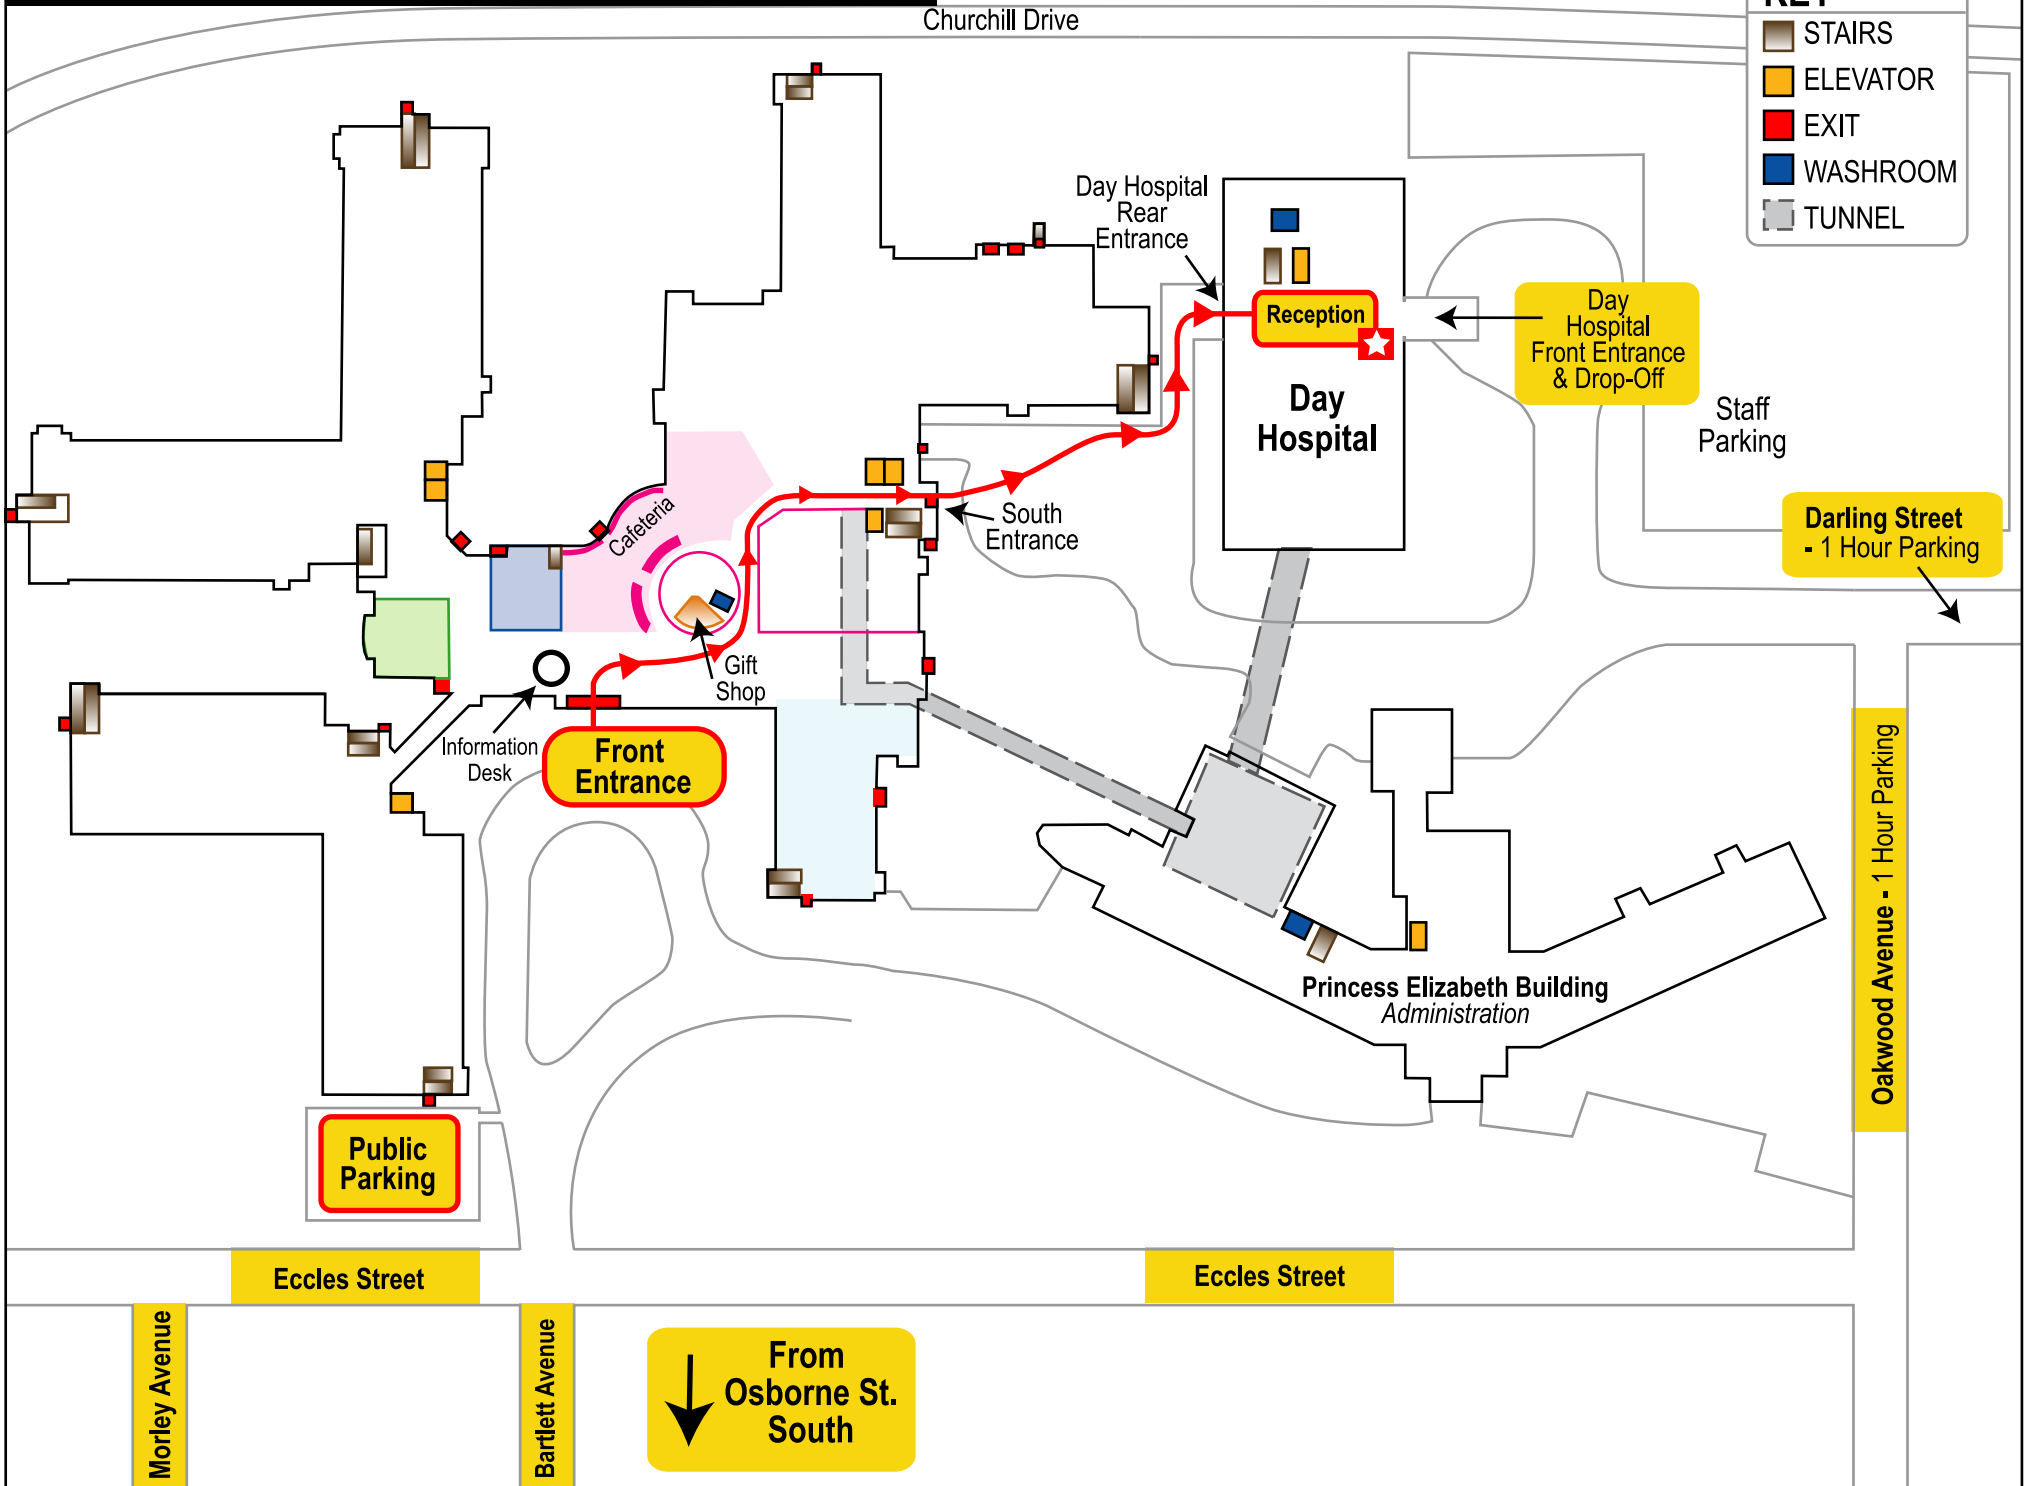 Churchill Drive
KEY
STAIRS
ELEVATOR
EXIT
WASHROOM
TUNNEL
Day Hospital
Rear
Entrance
Reception
Day
Hospital
Front Entrance
& Drop-Off
Day
Hospital
Staff
Parking
Darling Street
- 1 Hour Parking
South
Entrance
Cafeteria
Gift
Shop
Information
Desk
Front
Entrance
Oakwood Avenue - 1 Hour Parking
Princess Elizabeth Building
Administration
Public
Parking
Eccles Street
Eccles Street
Morley Avenue
Bartlett Avenue
From
Osborne St.
South